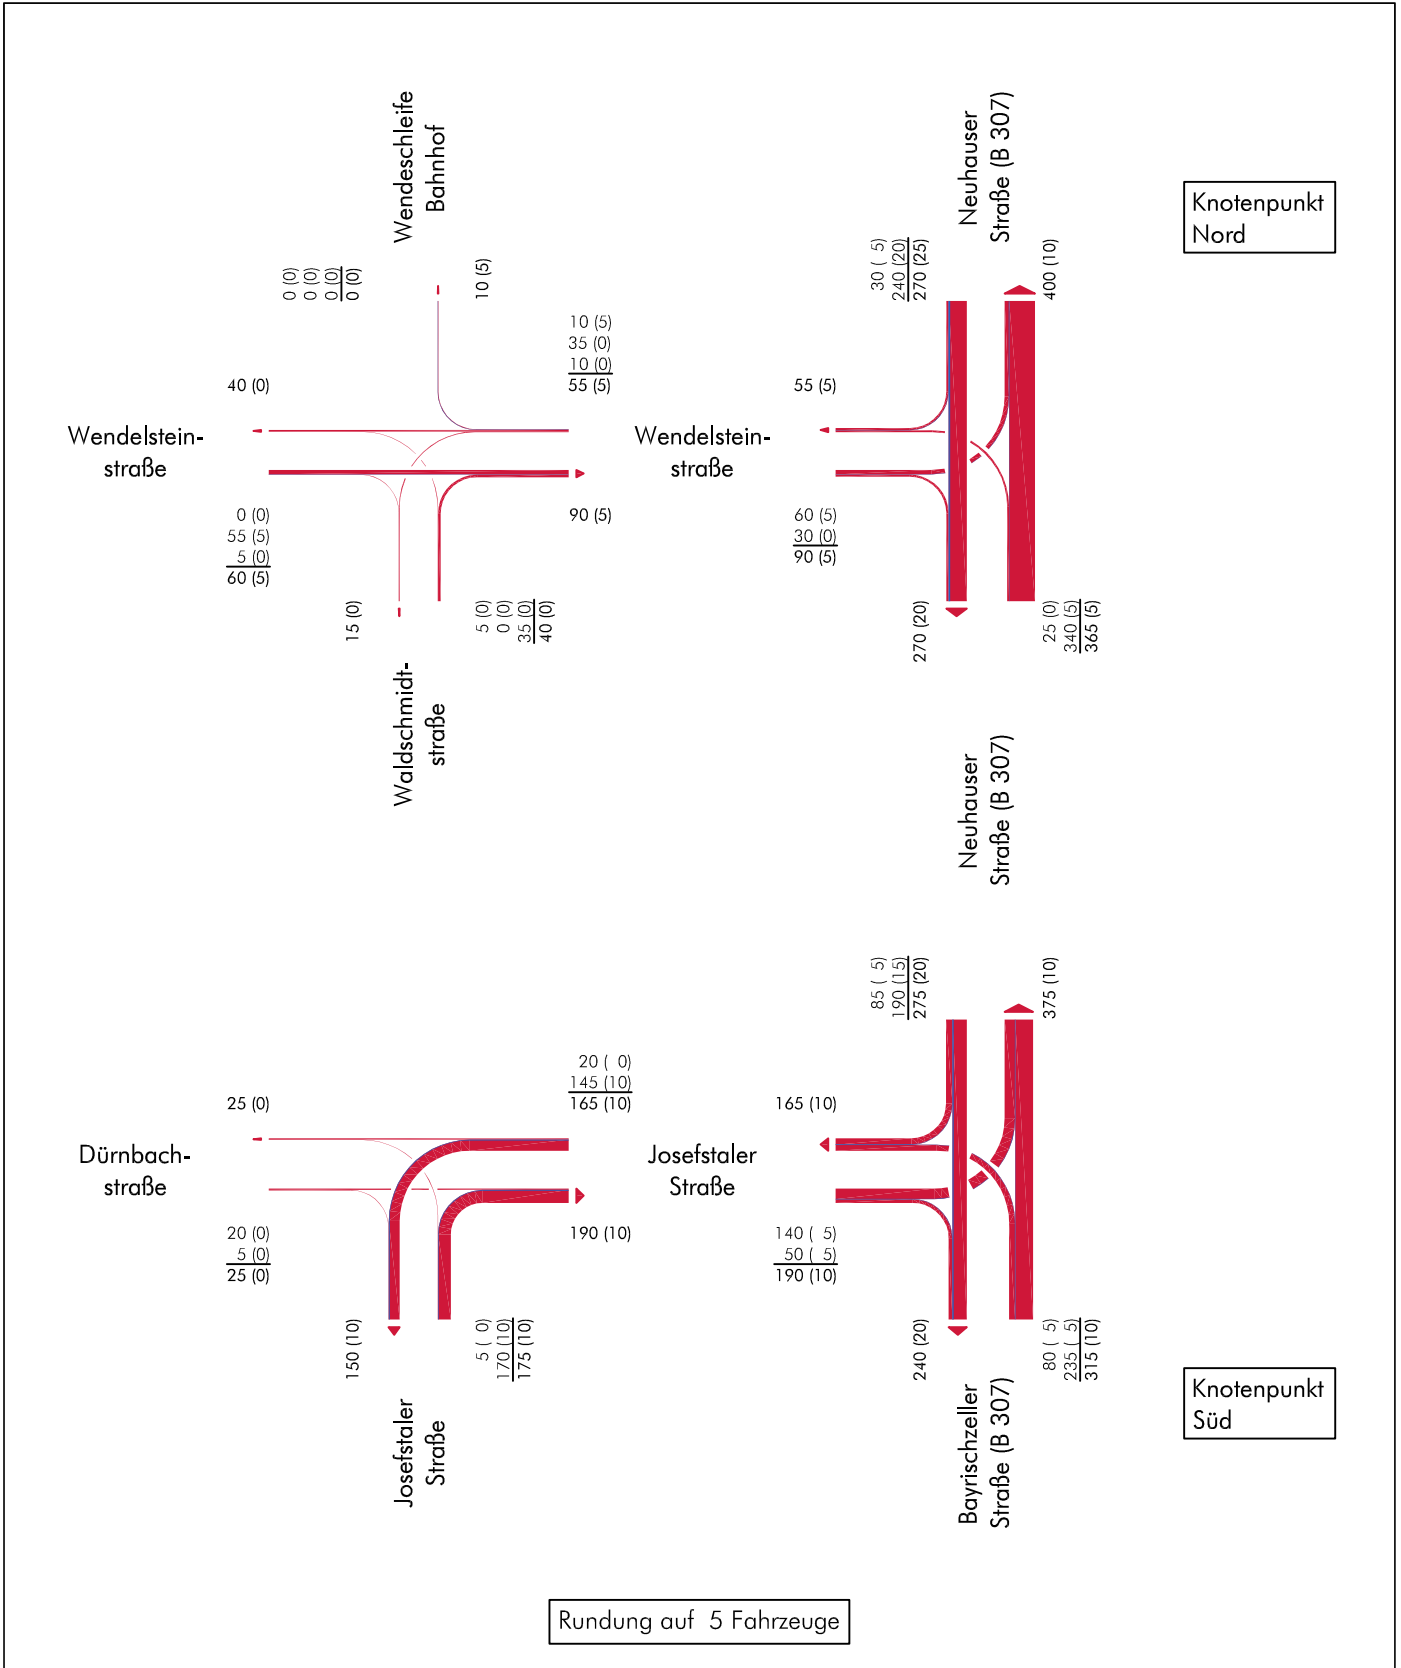 Wendeschleife
Bahnhof
Neuhauser
Straße (B 307)
Knotenpunkt
Nord
0 (0)
0 (0)
0 (0)
0 (0)
10 (5)
30 ( 5)
240 (20)
270 (25)
400 (10)
10 (5)
35 (0)
10 (0)
55 (5)
40 (0)
55 (5)
Wendelstein-
straße
Wendelstein-
straße
0 (0)
55 (5)
5 (0)
60 (5)
90 (5)
60 (5)
30 (0)
90 (5)
15 (0)
5 (0)
0 (0)
35 (0)
40 (0)
270 (20)
25 (0)
340 (5)
365 (5)
Waldschmidt-
straße
Neuhauser
Straße (B 307)
85 ( 5)
190 (15)
275 (20)
375 (10)
20 ( 0)
145 (10)
165 (10)
25 (0)
165 (10)
Dürnbach-
straße
Josefstaler
Straße
20 (0)
5 (0)
25 (0)
190 (10)
140 ( 5)
50 ( 5)
190 (10)
150 (10)
5 ( 0)
170 (10)
175 (10)
240 (20)
80 ( 5)
235 ( 5)
315 (10)
Josefstaler
Straße
Bayrischzeller
Straße (B 307)
Knotenpunkt
Süd
Rundung auf 5 Fahrzeuge